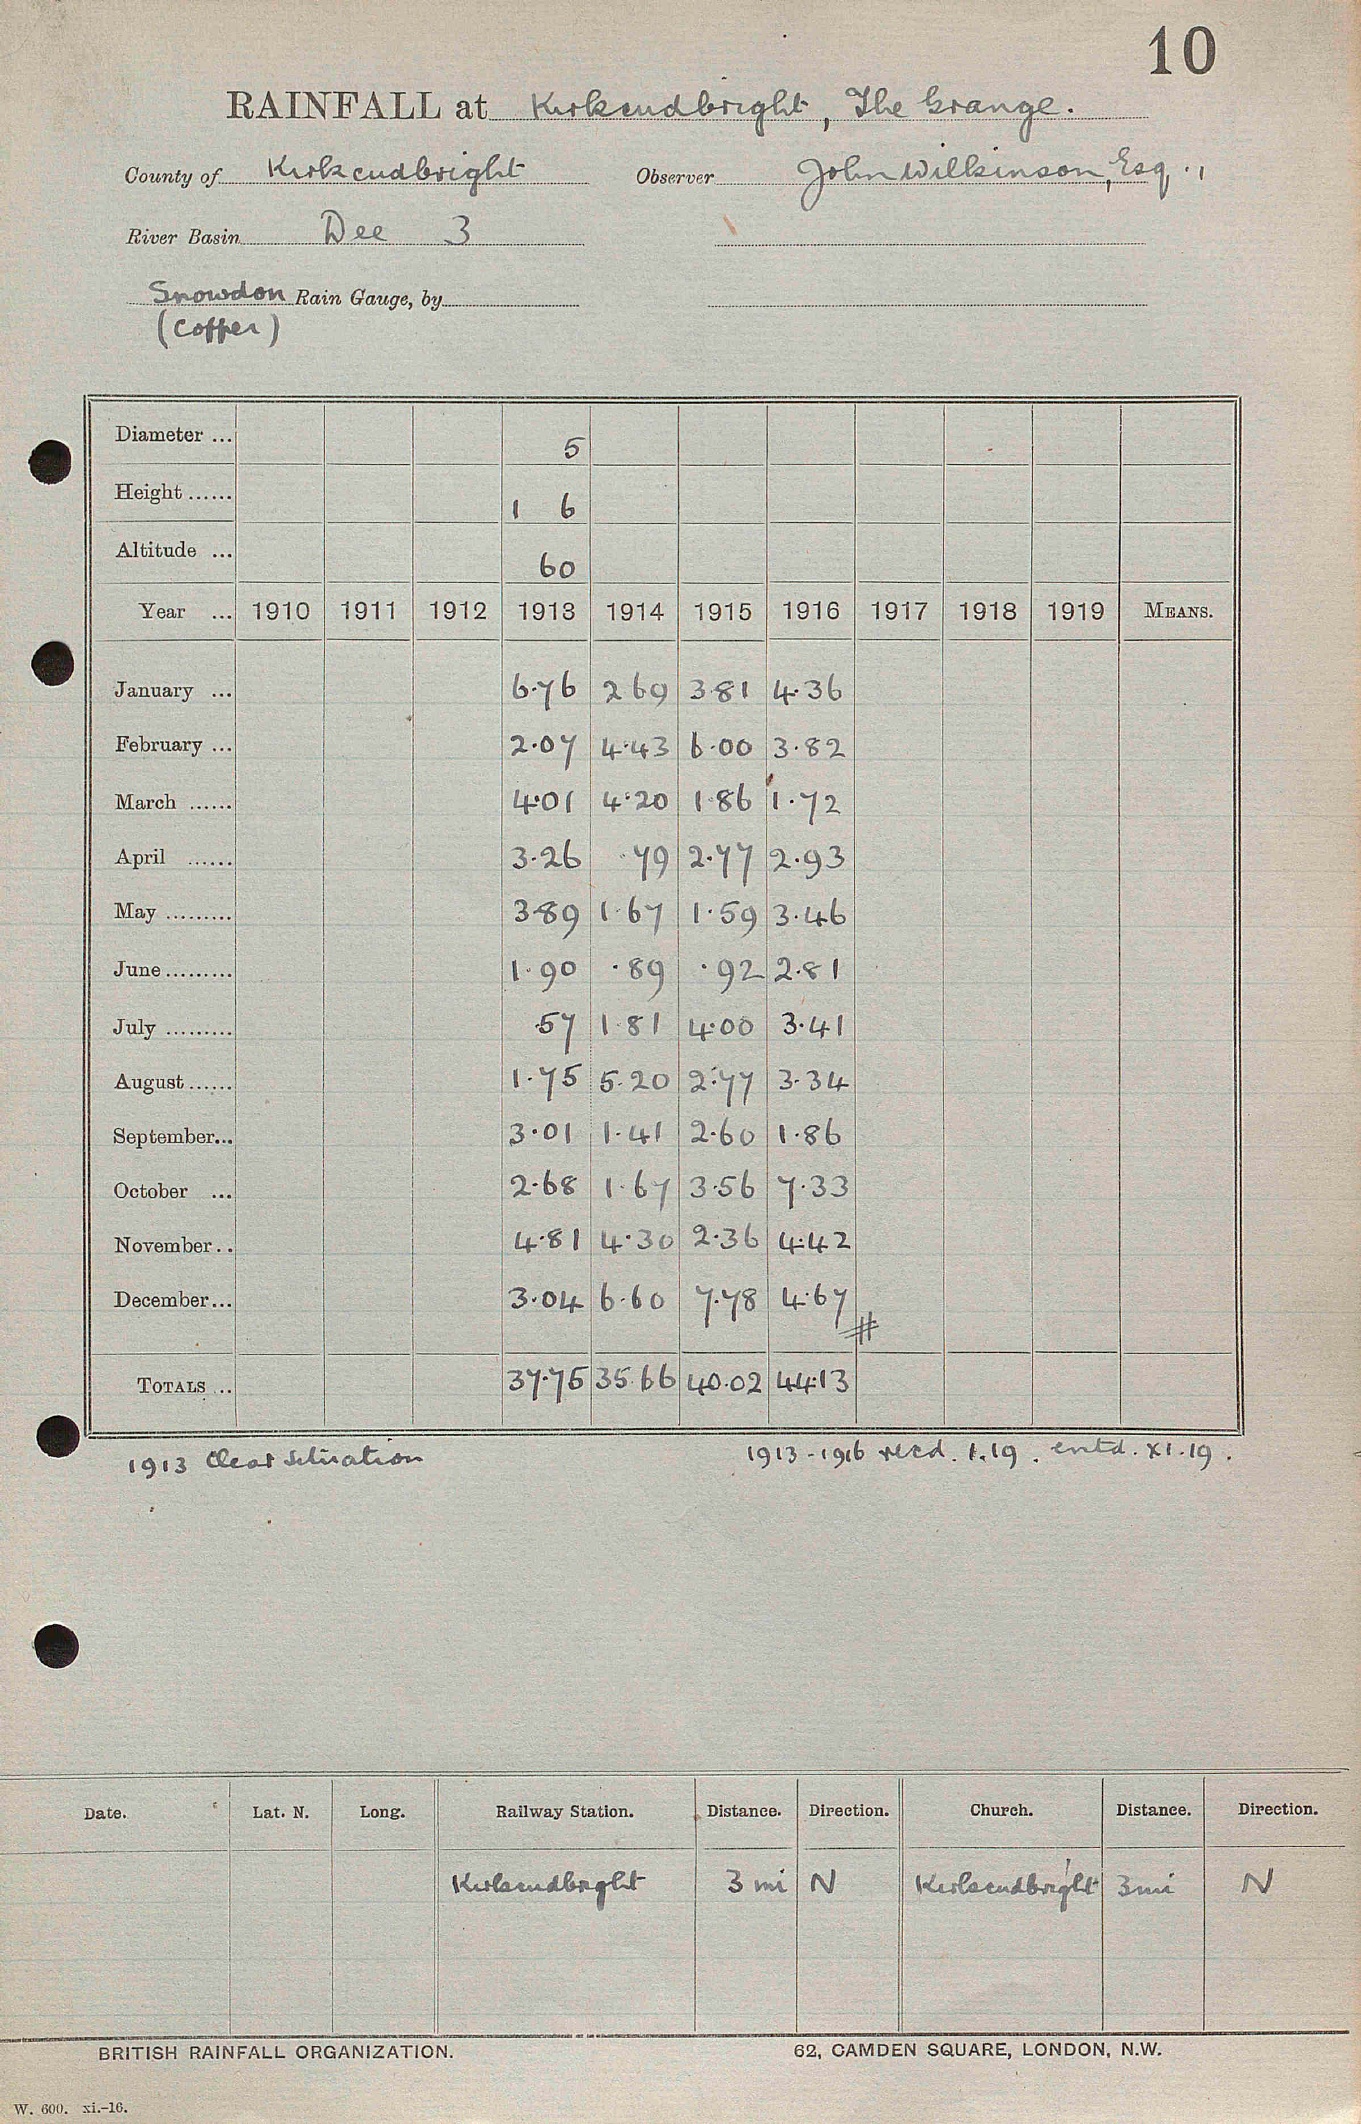 10
RAINFALL at Kirkcudbright, The Grange.
County of Kirkcudbright Observer John Wilkinson, Esq.,
River Basin Dee 3
Snowdon Rain Gauge, by
(Copper)
Diameter ... 5
Height ...... 1 6
Altitude ... 60
Year ... 1910 1911 1912 1913 1914 1915 1916 1917 1918 1919 MEANS.
January ... 6.76 2 69 3.81 4.36
February ... 2.07 4.43 6.00 3.82
March ...... 4.01 4.20 1.86 1.72
April ...... 3.26 .79 2.77 2.93
May ......... 3.89 1.67 1.59 3.46
June ......... 1.90 .89 .92 2.81
July ......... .57 1.81 4.00 3.41
August ...... 1.75 5.20 2.77 3.34
September... 3.01 1.41 2.60 1.86
October ... 2.68 1.67 3.56 7.33
November .. 4.81 4.30 2.36 4.42
December... 3.04 6.60 7.78 4.67
TOTALS ... 37.75 35.66 40.02 44.13
1913 Clear situation 1913-1916 recd. 1.19. entd. XI.19.
Date. Lat. N. Long. Railway Station. Distance. Direction. Church. Distance. Direction.
Kirkcudbright 3 mi N Kirkcudbright 3 mi N
BRITISH RAINFALL ORGANIZATION. 62, CAMDEN SQUARE, LONDON, N.W.
W. 600. xi.-16.